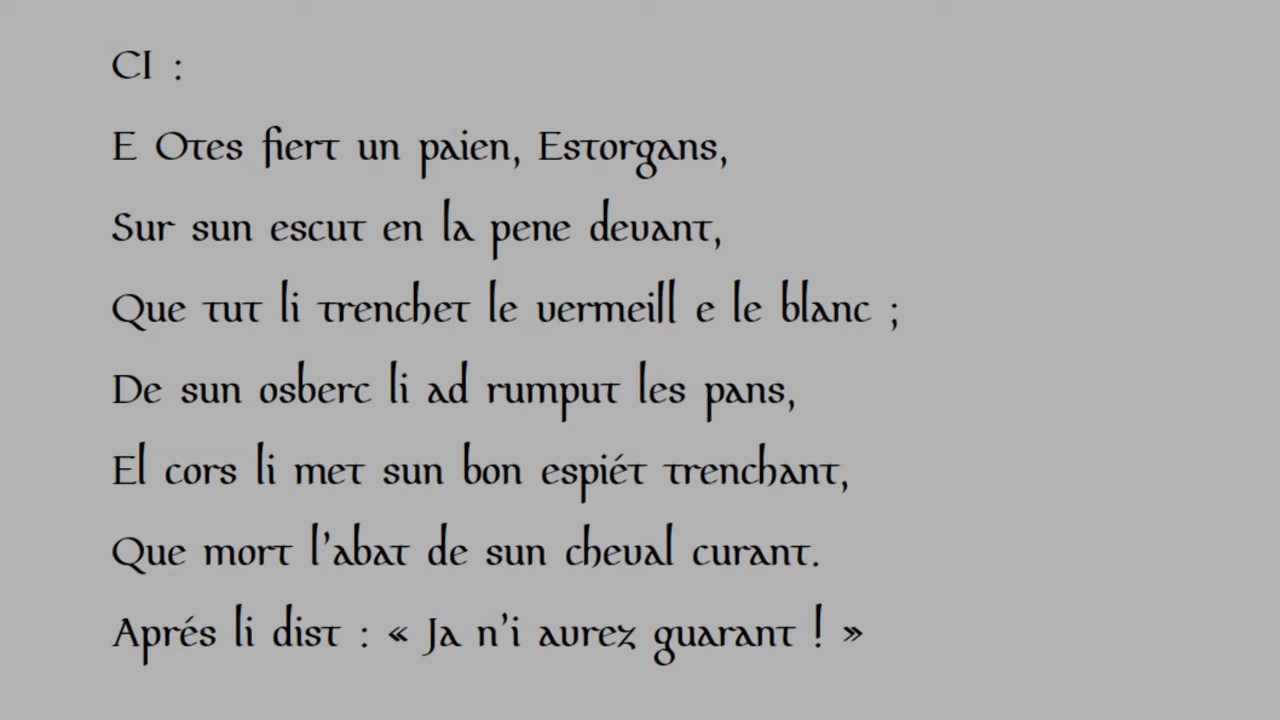 CI :
E Otes fiert un paien, Estorgans,
Sur sun escut en la pene devant,
Que tut li trenchet le vermeill e le blanc ;
De sun osberc li ad rumput les pans,
El cors li met sun bon espiét trenchant,
Que mort l’abat de sun cheval curant.
Aprés li dist : « Ja n’i avrez guarant ! »